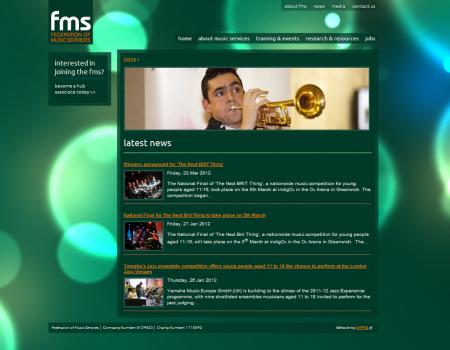 about fms news media contact us
fms
FEDERATION OF
MUSIC SERVICES
home about music services training & events research & resources jobs
interested in
joining the fms?
become a hub
associate today >>
home >
latest news
Winners announced for 'The Next BRIT Thing'
Friday, 23 Mar 2012
The National Final of 'The Next BRIT Thing', a nationwide music competition for young
people aged 11-19, took place on the 5th March at indigO₂ in the O₂ Arena in Greenwich. The
competition began...
National Final for The Next Brit Thing to take place on 5th March
Friday, 27 Jan 2012
The National Final of The Next Brit Thing, a nationwide music competition for young people
aged 11-19, will take place on the 5th March at indigO₂ in the O₂ Arena in Greenwich. The...
Yamaha's jazz ensemble competition offers young people aged 11 to 18 the chance to perform at top London
Jazz Venues
Thursday, 26 Jan 2012
Yamaha Music Europe GmbH (UK) is building to the climax of the 2011-12 Jazz Experience
programme, with nine shortlisted ensembles musicians aged 11 to 18 invited to perform for the
jazz judging...
Federation of Music Services | Company Number: Charity Number: Website by